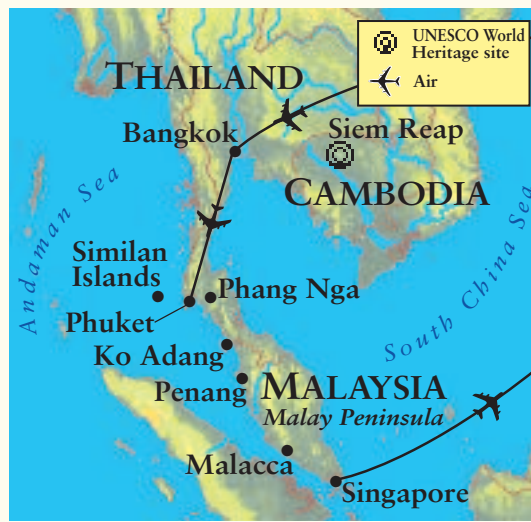 UNESCO World
Heritage site
Air
THAILAND
Bangkok
Siem Reap
CAMBODIA
Andaman Sea
Similan
Islands
Phang Nga
Phuket
South China Sea
Ko Adang
Penang
MALAYSIA
Malay Peninsula
Malacca
Singapore